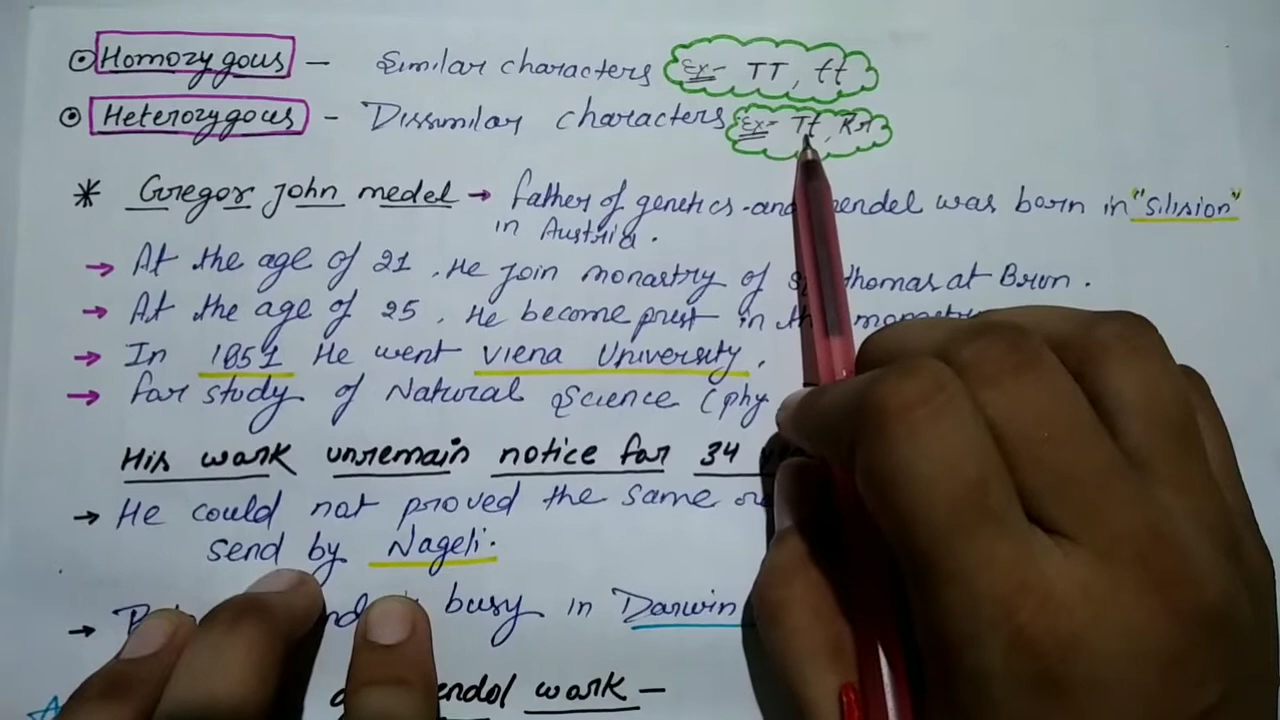 Homozygous - Similar characters Ex- TT, tt
Heterozygous - Dissimilar characters Ex- Tt, Rr
* Gregor john medel → father of genetics and mendel was born in "Silision"
in Austria.
→ At the age of 21, He join monastry of thomas at Brun.
→ At the age of 25, He become prest in
→ In 1851 He went Viena University.
→ for study of Natural Science (phy
His work unremain notice for 34
→ He could not proved the same
send by Nageli.
→ busy in Darwin
work -